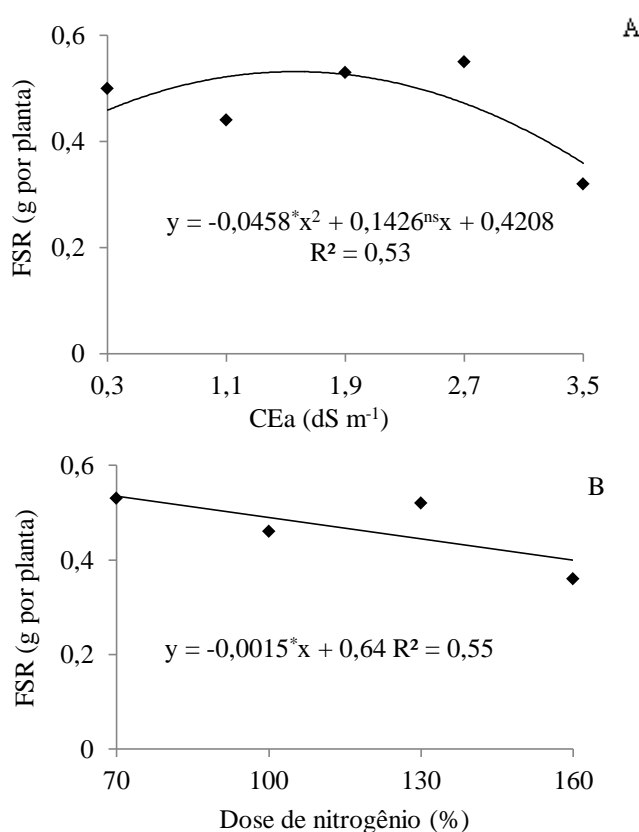 A
0,6
0,4
0,2
0
FSR (g por planta)
y = -0,0458*x² + 0,1426ⁿˢx + 0,4208
R² = 0,53
0,3 1,1 1,9 2,7 3,5
CEa (dS m⁻¹)
B
0,6
0,4
0,2
0
FSR (g por planta)
y = -0,0015*x + 0,64 R² = 0,55
70 100 130 160
Dose de nitrogênio (%)